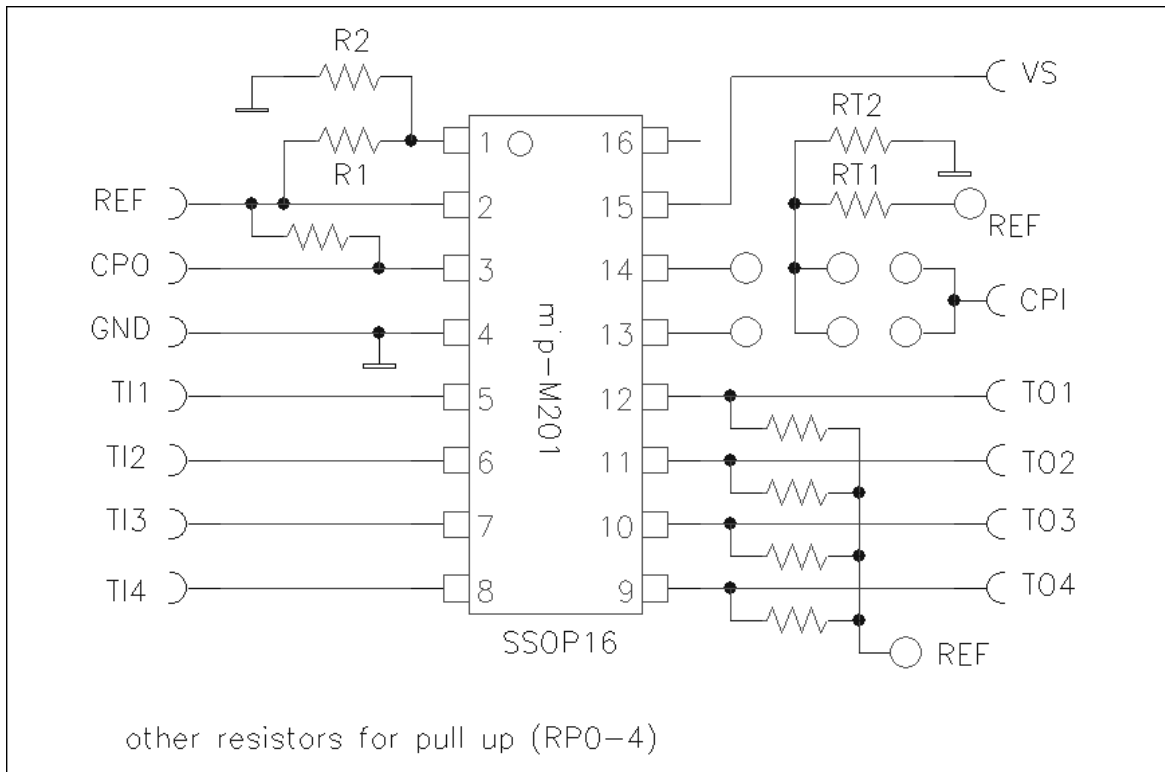 R2
VS
RT2
1
16
R1
RT1
REF
2
15
REF
CPO
3
14
CPI
GND
4
13
mip-M201
TI1
5
12
TO1
TI2
6
11
TO2
TI3
7
10
TO3
TI4
8
9
TO4
SSOP16
REF
other resistors for pull up (RP0-4)